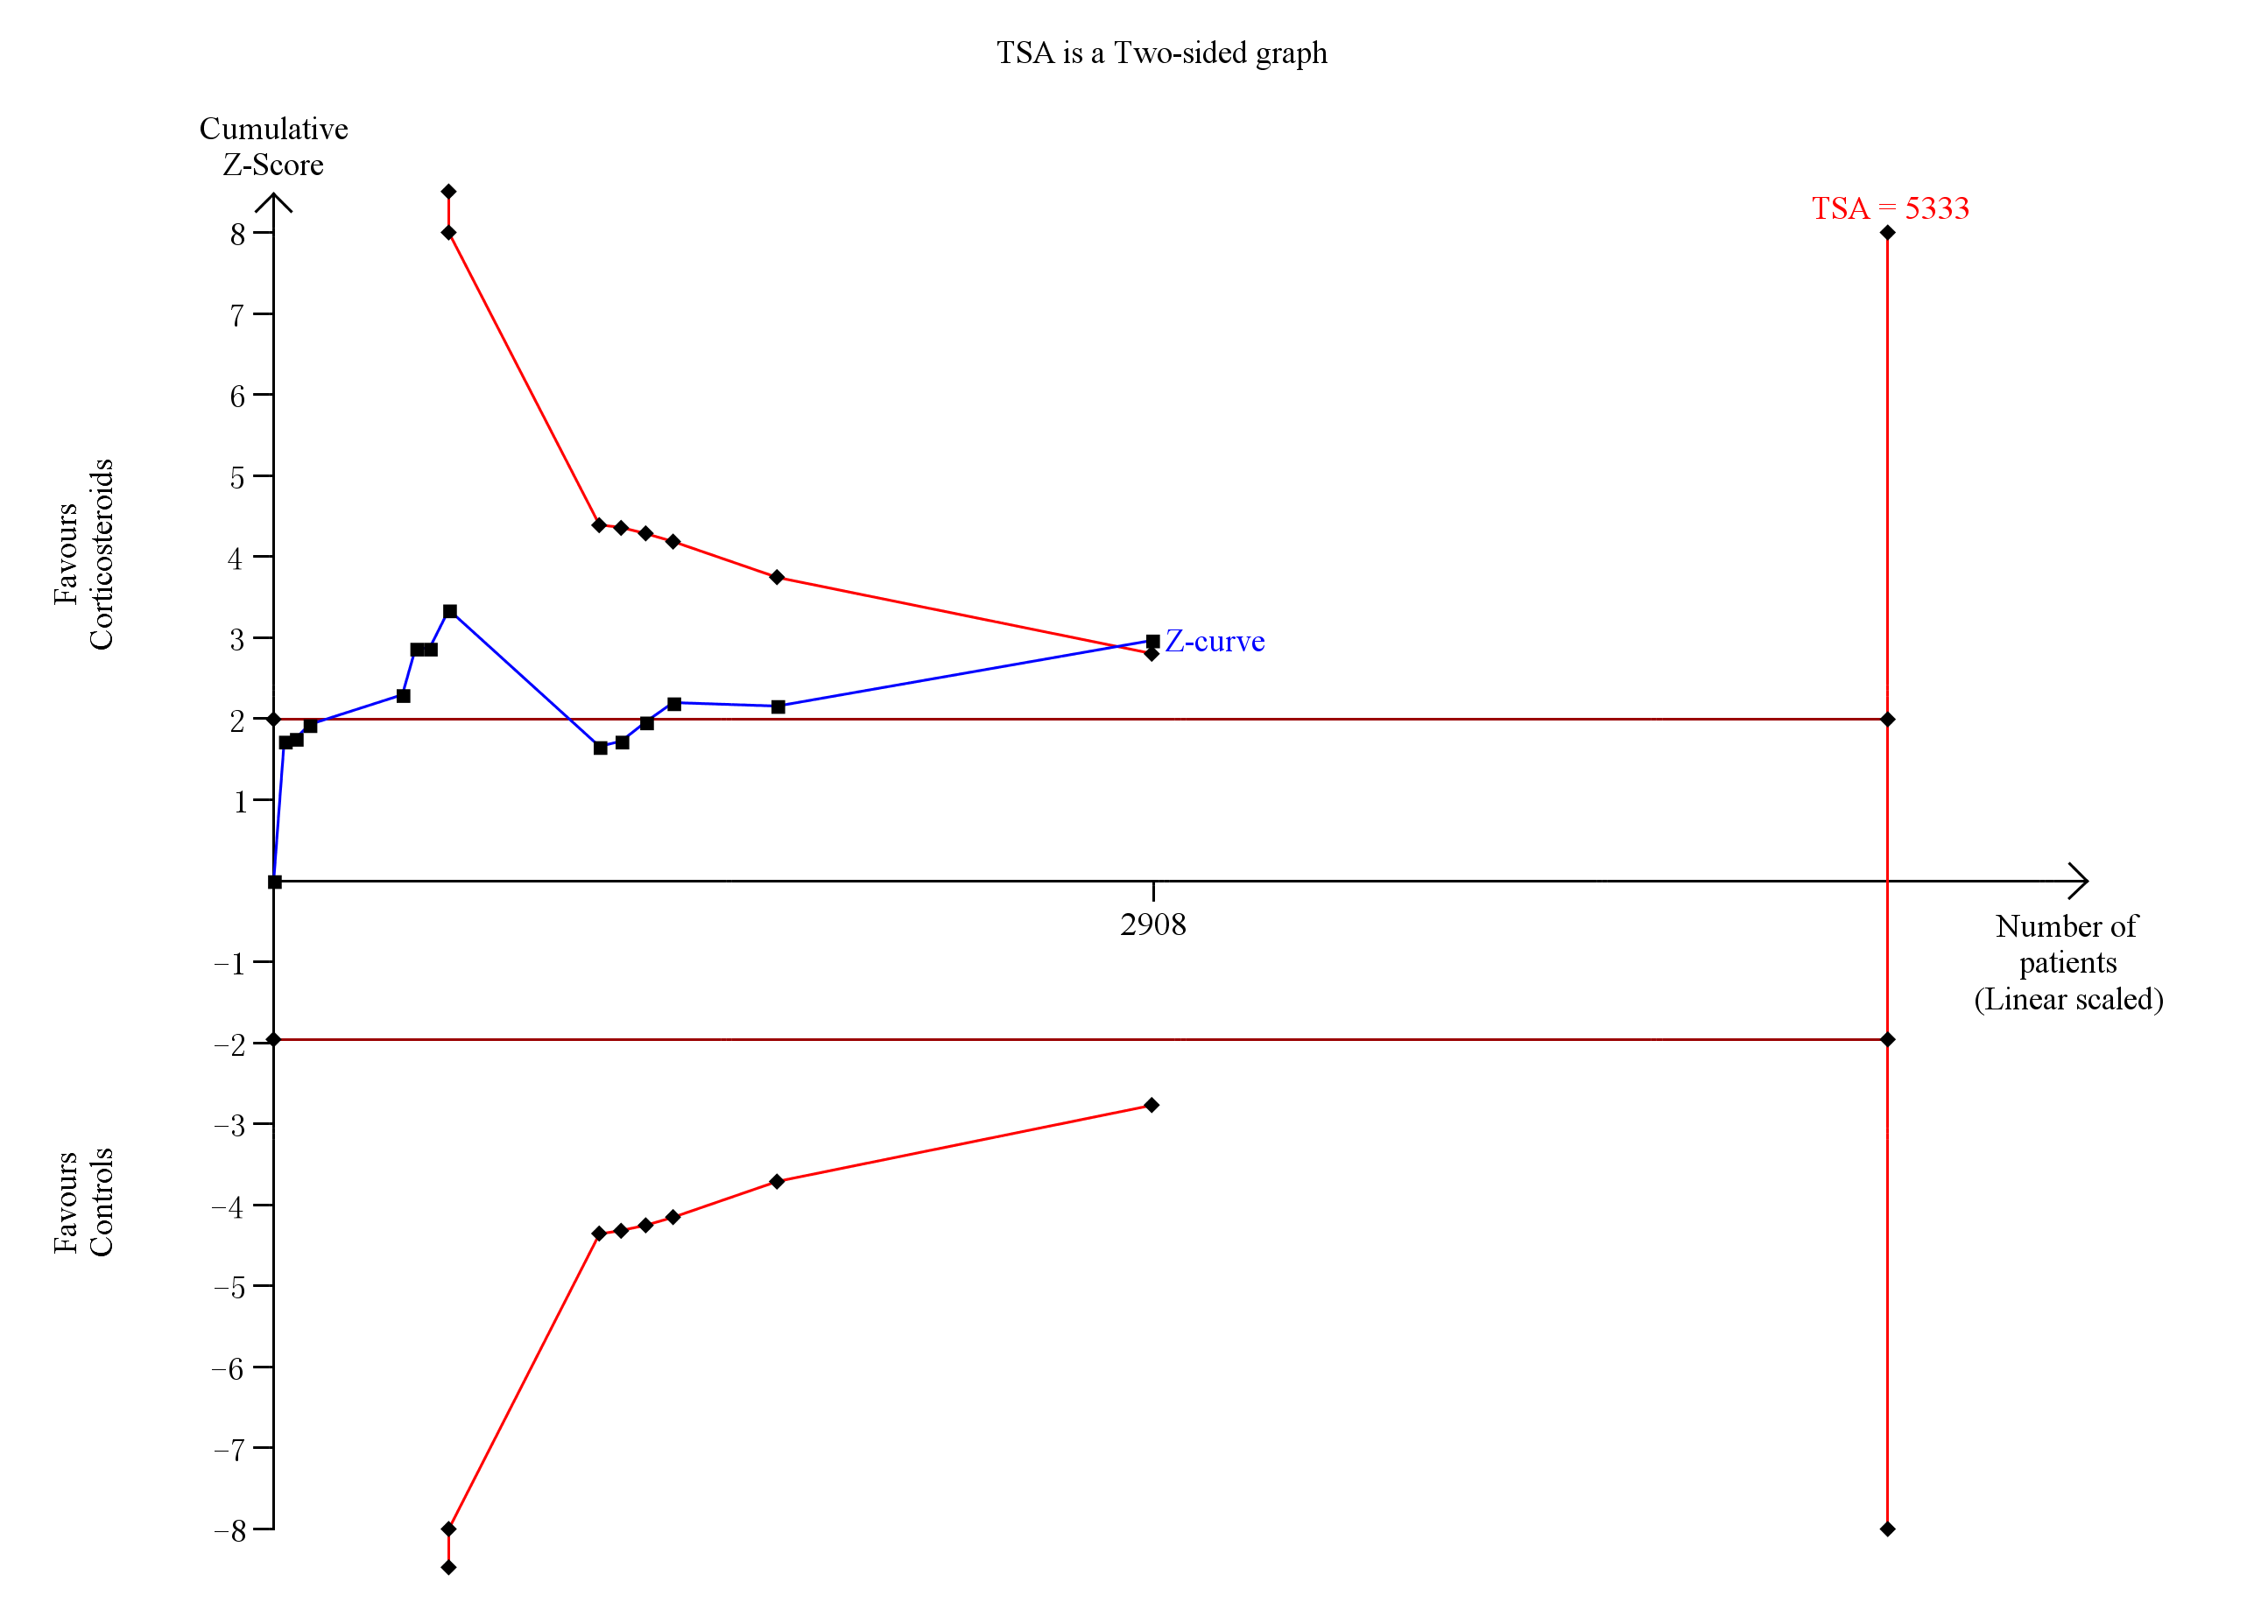 TSA is a Two-sided graph
Cumulative
Z-Score
TSA = 5333
8
7
6
5
4
3
2
1
−1
−2
−3
−4
−5
−6
−7
−8
Favours
Corticosteroids
Z-curve
2908
Number of
patients
(Linear scaled)
Favours
Controls